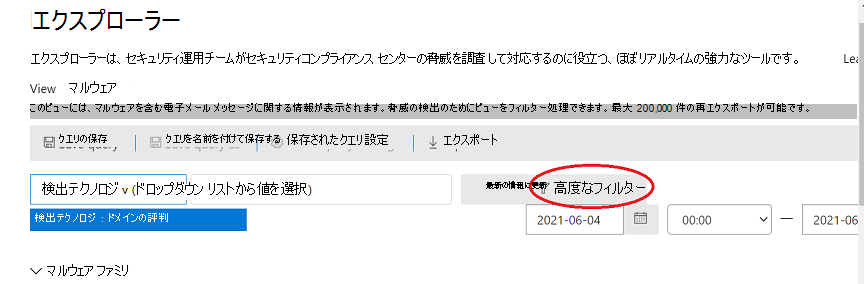 エクスプローラー
エクスプローラーは、セキュリティ運用チームがセキュリティコンプライアンス センターの脅威を調査して対応するのに役立つ、ほぼリアルタイムの強力なツールです。 Lea
View マルウェア
このビューには、マルウェアを含む電子メール メッセージに関する情報が表示されます。脅威の検出のためにビューをフィルター処理できます。最大 200,000 件の再エクスポートが可能です。
クエリの保存 クエリを名前を付けて保存する 保存されたクエリ設定 エクスポート
検出テクノロジ v (ドロップダウン リストから値を選択) 最新の情報に更新 高度なフィルター
検出テクノロジ : ドメインの評判
2021-06-04 00:00 — 2021-06
マルウェア ファミリ